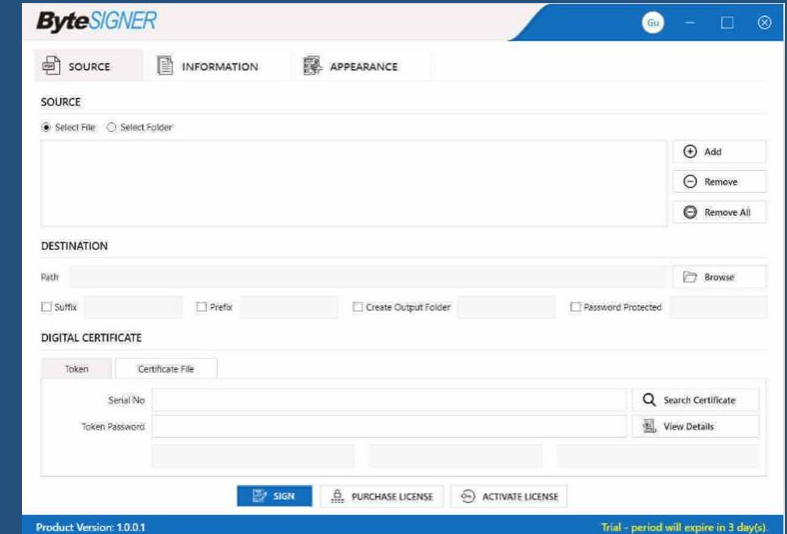 ByteSIGNER
Gu
SOURCE INFORMATION APPEARANCE
SOURCE
Select File Select Folder
Add
Remove
Remove All
DESTINATION
Path Browse
Suffix Prefix Create Output Folder Password Protected
DIGITAL CERTIFICATE
Token Certificate File
Serial No Search Certificate
Token Password View Details
SIGN PURCHASE LICENSE ACTIVATE LICENSE
Product Version: 1.0.0.1 Trial - period will expire in 3 day(s).